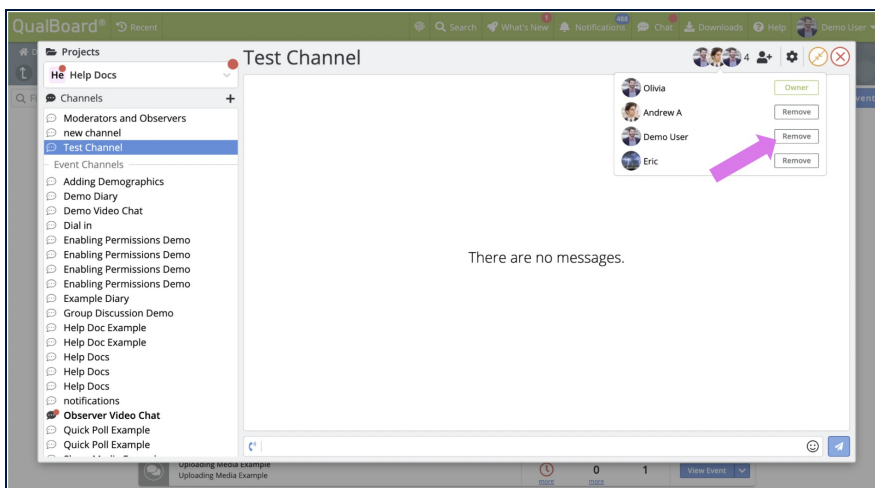 QualBoard® Recent Search What's New 1 Notifications 488 Chat Downloads Help Demo User
Projects
He Help Docs
Channels +
Moderators and Observers
new channel
Test Channel
Event Channels
Adding Demographics
Demo Diary
Demo Video Chat
Dial in
Enabling Permissions Demo
Enabling Permissions Demo
Enabling Permissions Demo
Enabling Permissions Demo
Example Diary
Group Discussion Demo
Help Doc Example
Help Doc Example
Help Docs
Help Docs
Help Docs
notifications
Observer Video Chat
Quick Poll Example
Quick Poll Example
Test Channel
4
Olivia Owner
Andrew A Remove
Demo User Remove
Eric Remove
There are no messages.
Uploading Media Example
Uploading Media Example
more
0
more
1
View Event